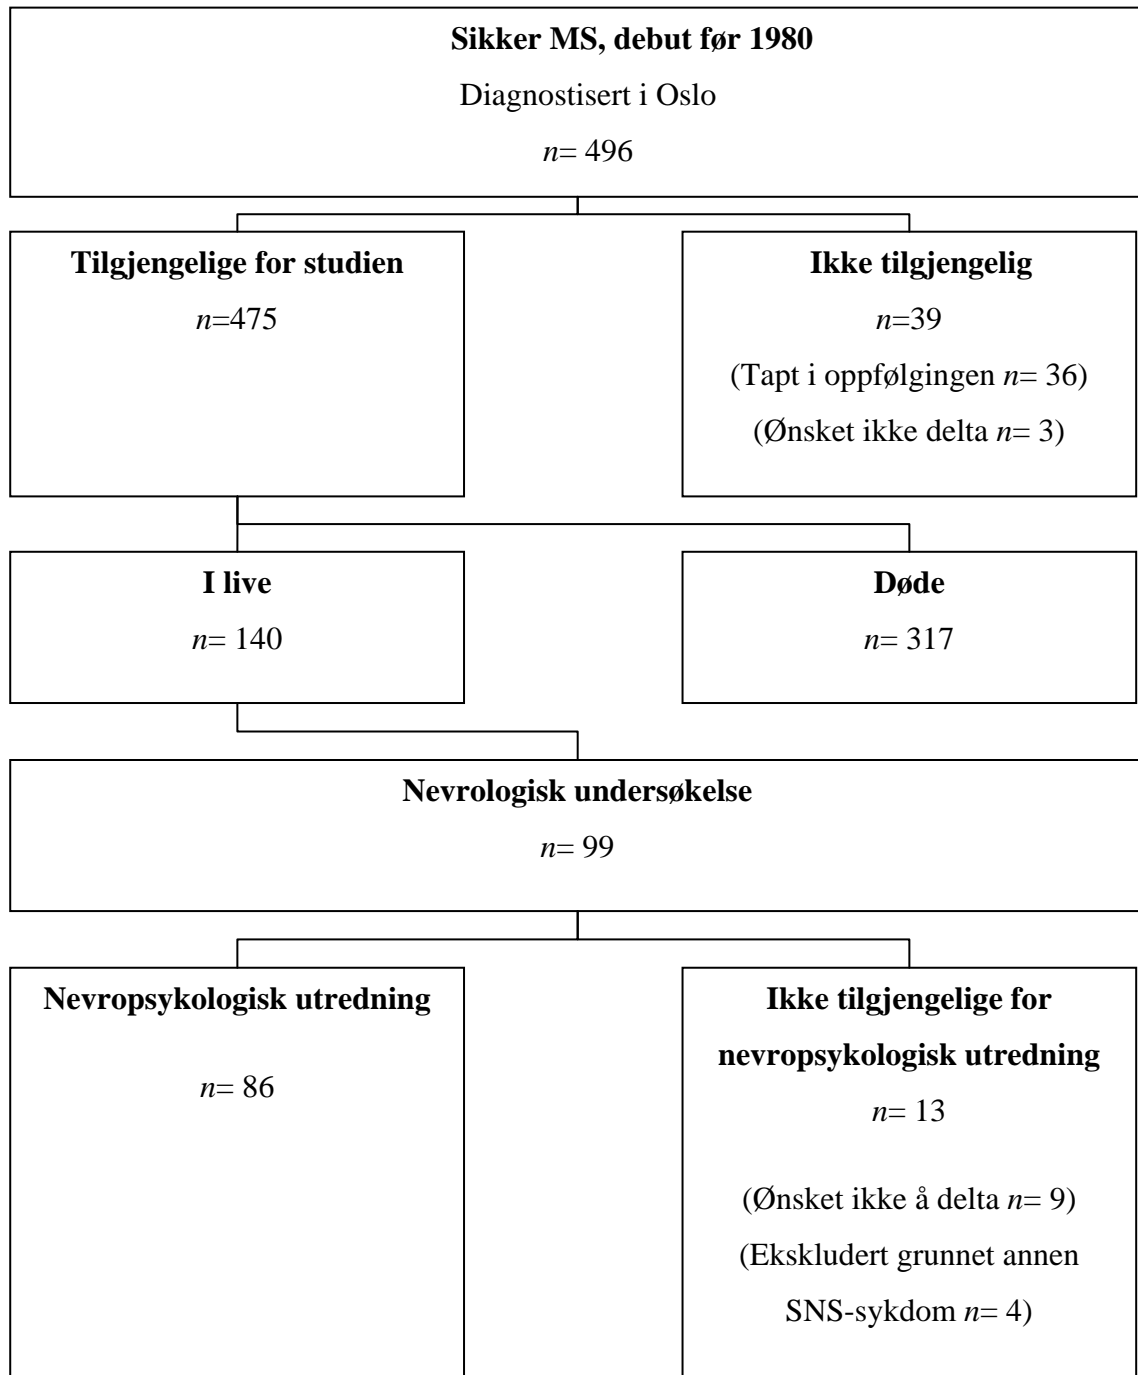 Sikker MS, debut før 1980
Diagnostisert i Oslo
n= 496
Tilgjengelige for studien
n=475
Ikke tilgjengelig
n=39
(Tapt i oppfølgingen n= 36)
(Ønsket ikke delta n= 3)
I live
n= 140
Døde
n= 317
Nevrologisk undersøkelse
n= 99
Nevropsykologisk utredning
n= 86
Ikke tilgjengelige for
nevropsykologisk utredning
n= 13
(Ønsket ikke å delta n= 9)
(Ekskludert grunnet annen
SNS-sykdom n= 4)